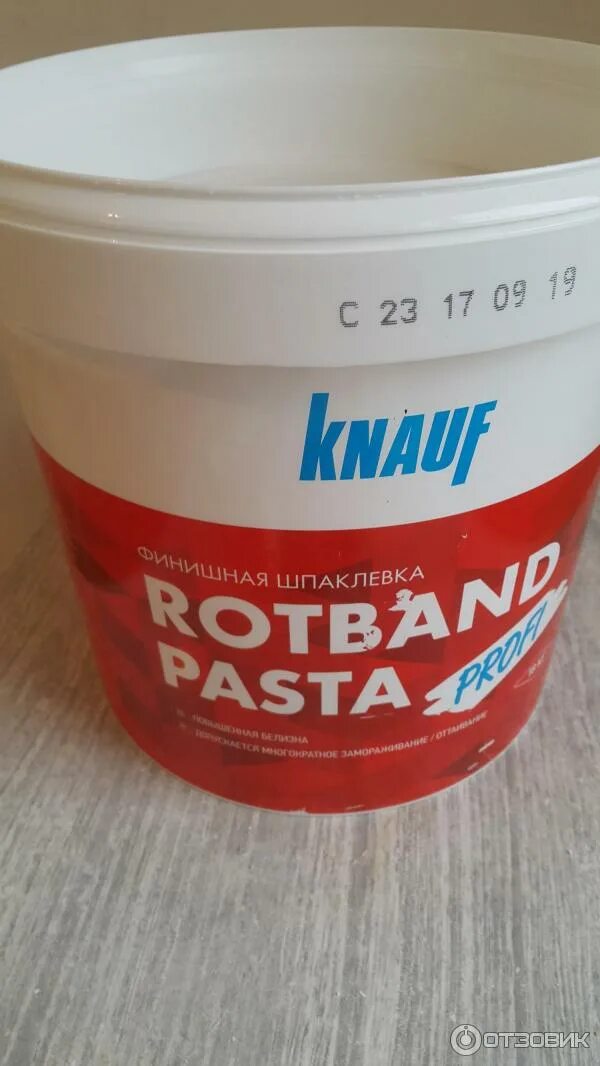 С 23 17 09 19
KNAUF
ФИНИШНАЯ ШПАКЛЕВКА
ROTBAND
PASTA PROFI
ПОВЫШЕННАЯ БЕЛИЗНА
ДОПУСКАЕТСЯ МНОГОКРАТНОЕ ЗАМОРАЖИВАНИЕ / ОТТАИВАНИЕ
ОТЗОВИК